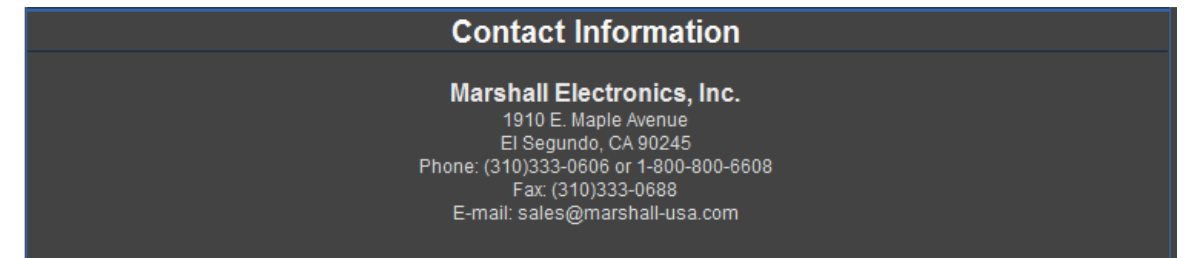 Contact Information
Marshall Electronics, Inc.
1910 E. Maple Avenue
El Segundo, CA 90245
Phone: (310)333-0606 or 1-800-800-6608
Fax: (310)333-0688
E-mail: sales@marshall-usa.com